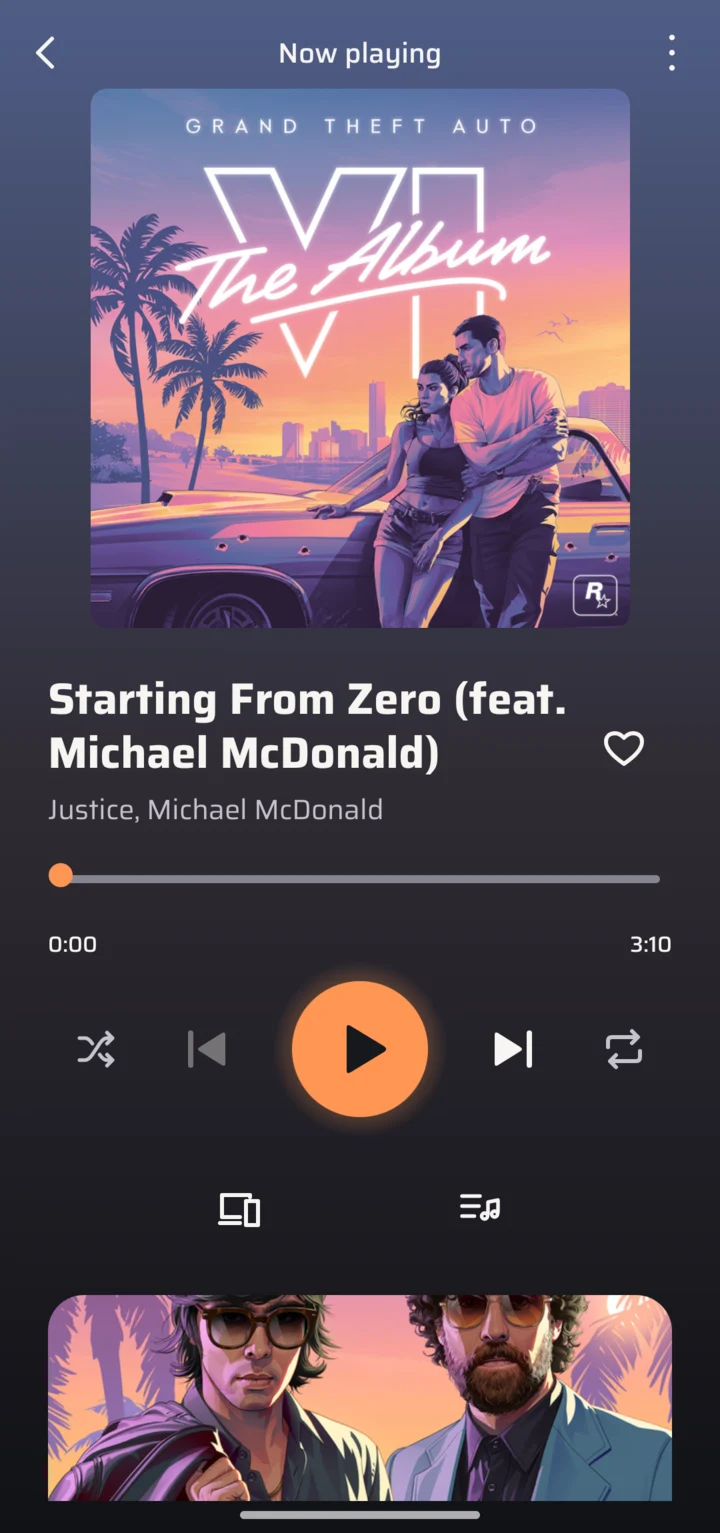 Now playing
GRAND THEFT AUTO
VI
The Album
R
Starting From Zero (feat.
Michael McDonald)
Justice, Michael McDonald
0:00
3:10